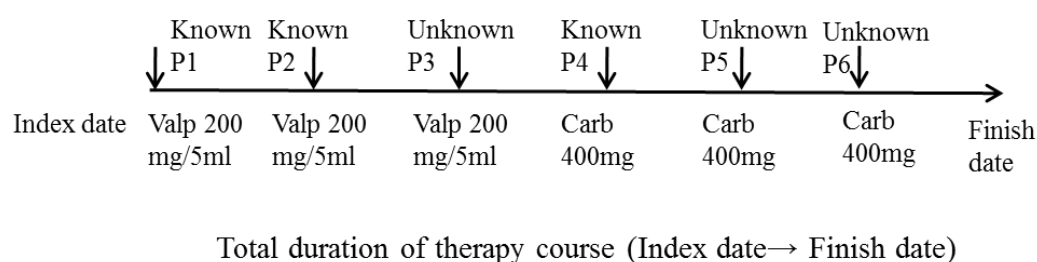 Known Known Unknown Known Unknown Unknown
P1 P2 P3 P4 P5 P6
Index date Valp 200 Valp 200 Valp 200 Carb Carb Carb Finish
mg/5ml mg/5ml mg/5ml 400mg 400mg 400mg date
Total duration of therapy course (Index date→ Finish date)